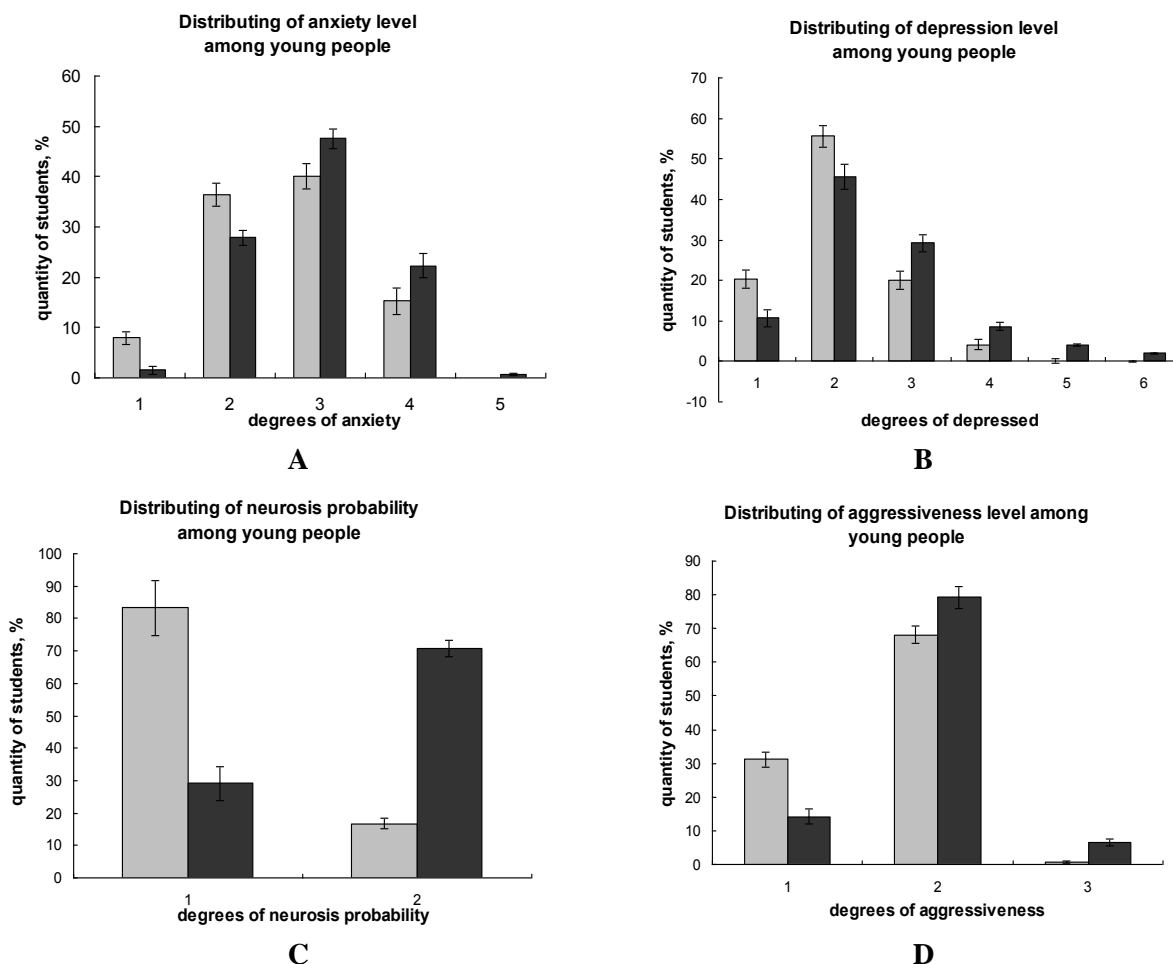 Distributing of anxiety level
among young people
quantity of students, %
60
50
40
30
20
10
0
1 2 3 4 5
degrees of anxiety
A
Distributing of depression level
among young people
quantity of students, %
70
60
50
40
30
20
10
0
-10
1 2 3 4 5 6
degrees of depressed
B
Distributing of neurosis probability
among young people
quantity of students, %
100
90
80
70
60
50
40
30
20
10
0
1 2
degrees of neurosis probability
C
Distributing of aggressiveness level among
young people
quantity of students, %
90
80
70
60
50
40
30
20
10
0
1 2 3
degrees of aggressiveness
D